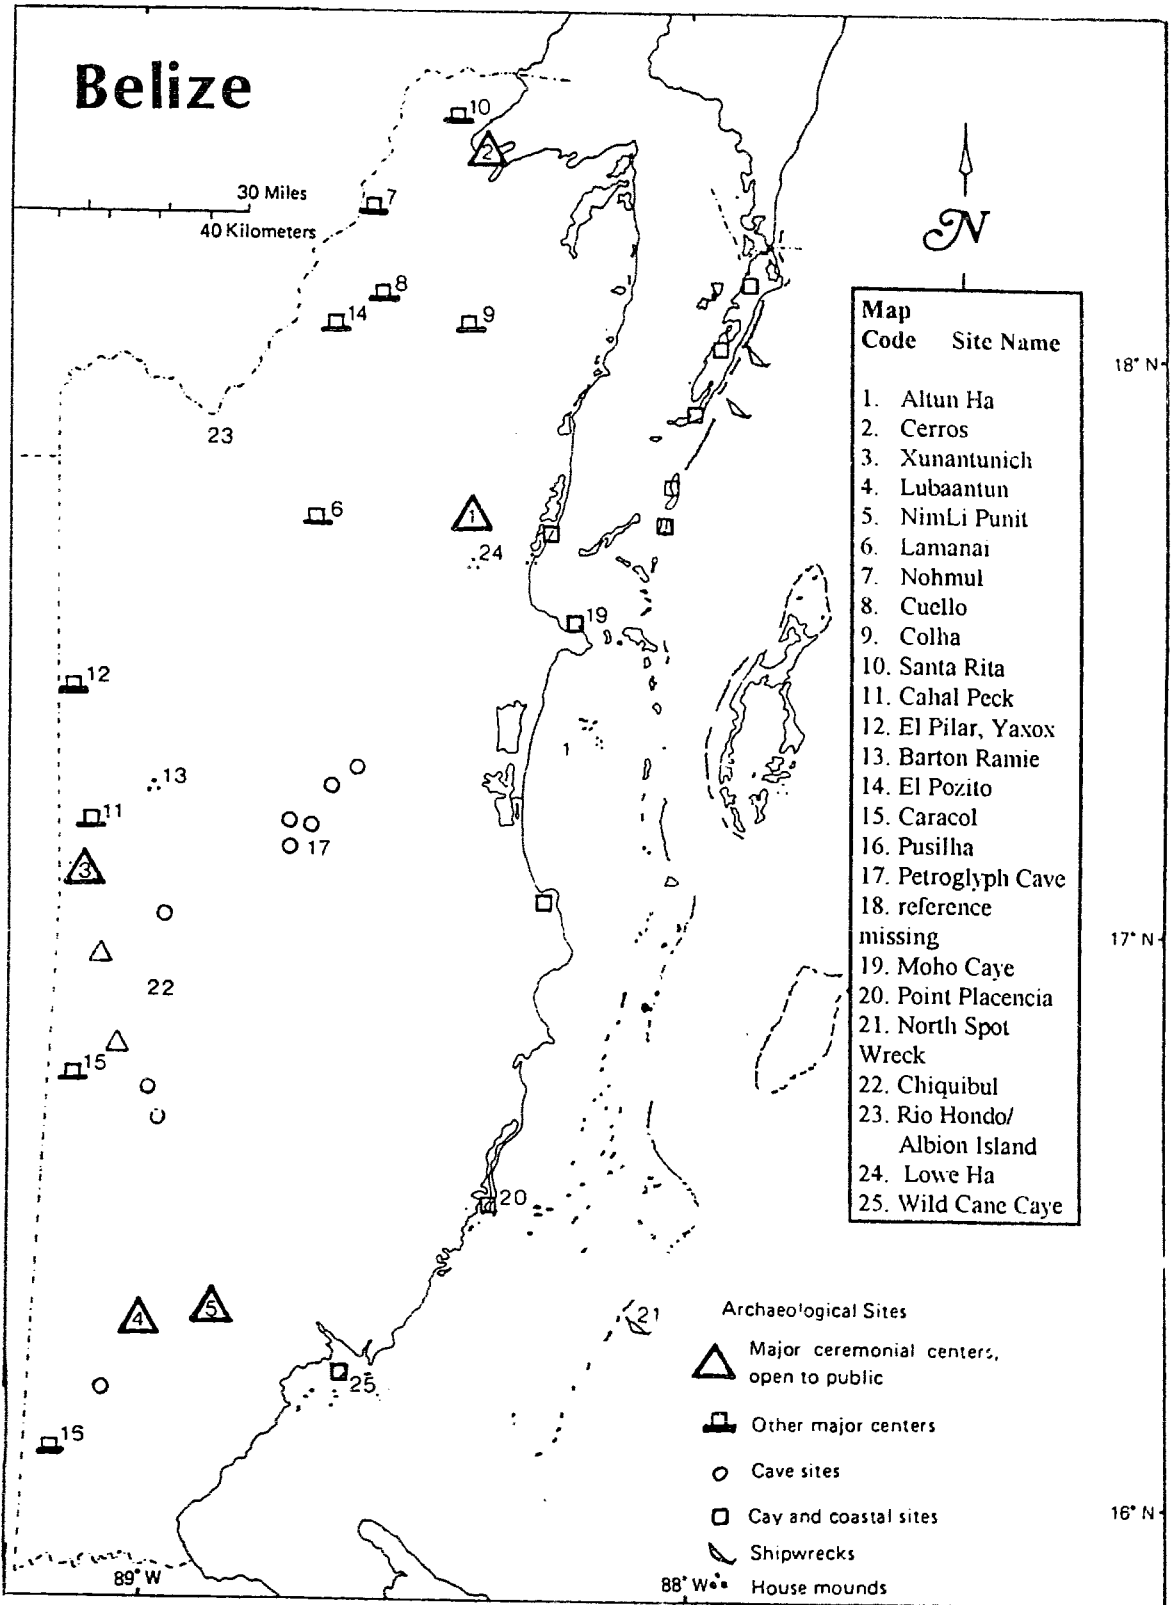 Belize
10
2
30 Miles
7
40 Kilometers
N
8
14
9
Map
Code Site Name
18° N
1. Altun Ha
2. Cerros
3. Xunantunich
4. Lubaantun
5. NimLi Punit
6. Lamanai
7. Nohmul
8. Cuello
9. Colha
10. Santa Rita
11. Cahal Peck
12. El Pilar, Yaxox
13. Barton Ramie
14. El Pozito
15. Caracol
16. Pusilha
17. Petroglyph Cave
18. reference
missing
19. Moho Caye
20. Point Placencia
21. North Spot
Wreck
22. Chiquibul
23. Rio Hondo/
Albion Island
24. Lowe Ha
25. Wild Cane Caye
23
6
1
24
19
12
1
13
11
17
3
17° N
22
15
20
4
5
21
25
16
Archaeological Sites
Major ceremonial centers,
open to public
Other major centers
Cave sites
Cay and coastal sites
Shipwrecks
House mounds
16° N
89° W
88° W